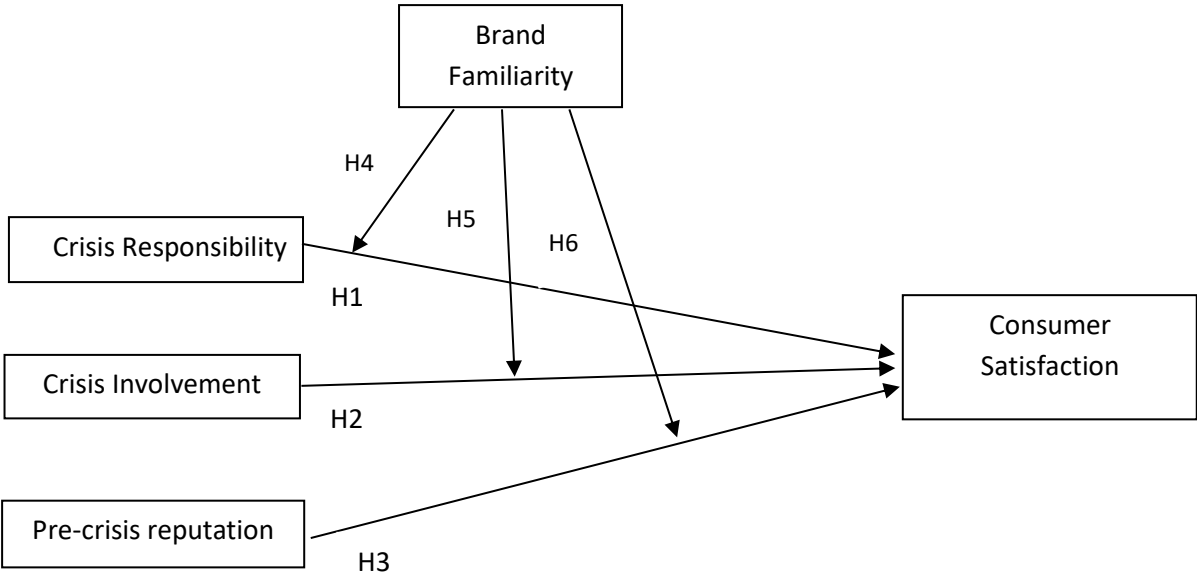 Brand
Familiarity
H4
H5
H6
Crisis Responsibility
H1
Consumer
Satisfaction
Crisis Involvement
H2
Pre-crisis reputation
H3